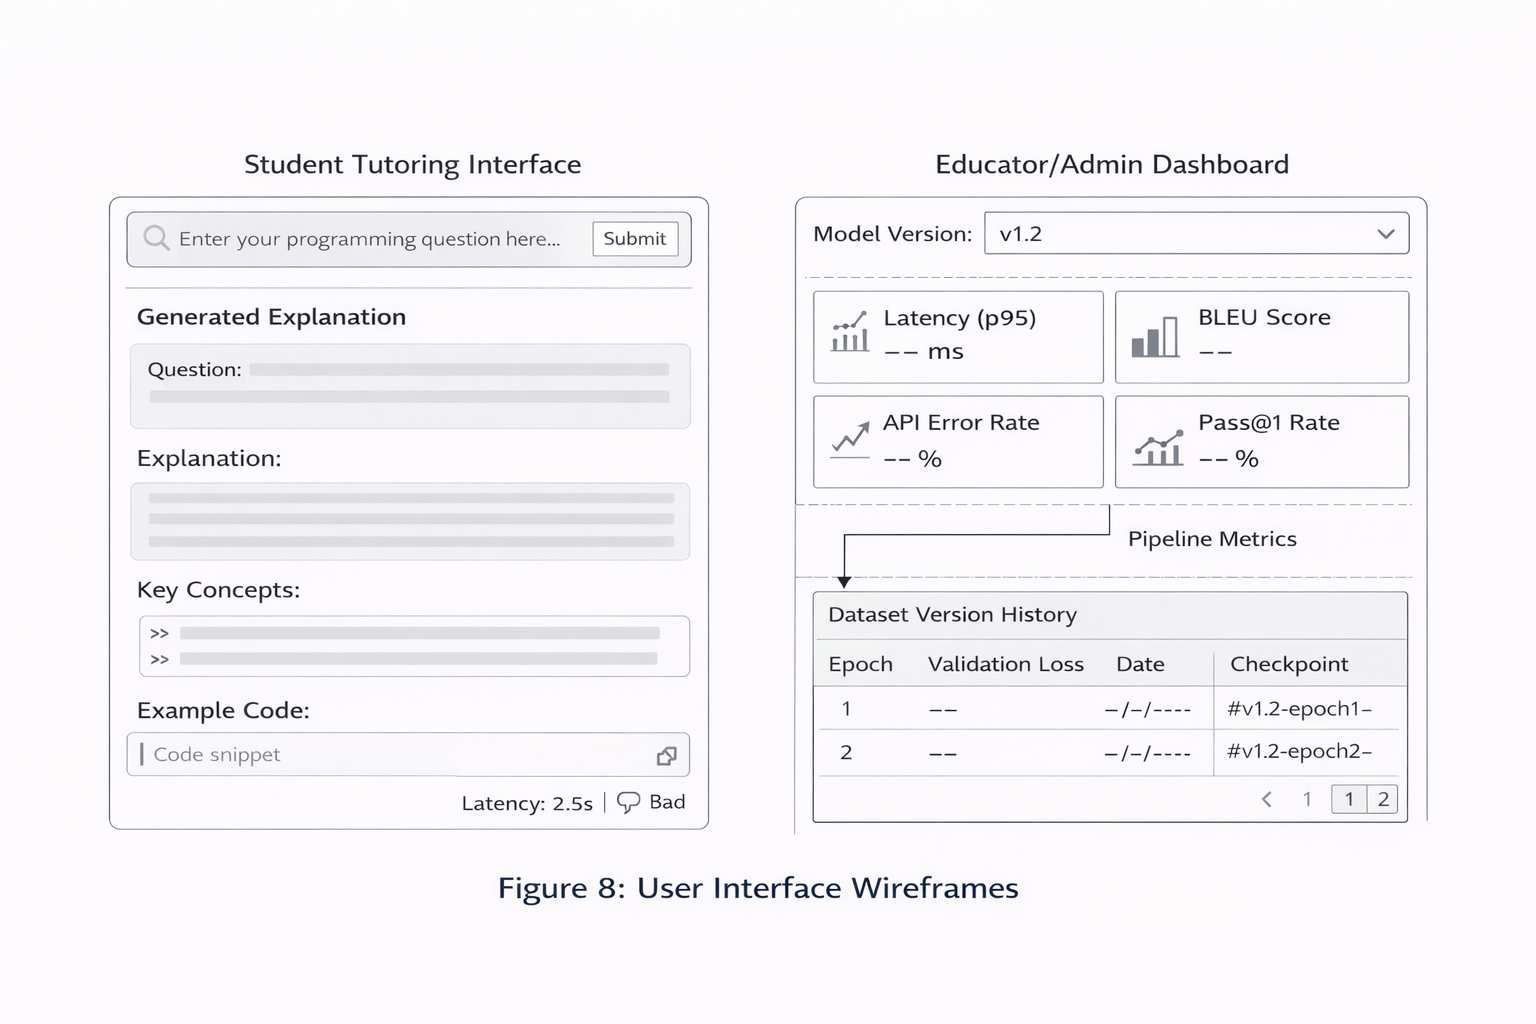 Student Tutoring Interface
Enter your programming question here...
Submit
Generated Explanation
Question:
Explanation:
Key Concepts:
>>
>>
Example Code:
Code snippet
Latency: 2.5s | Bad
Educator/Admin Dashboard
Model Version: v1.2
Latency (p95)
-- ms
BLEU Score
--
API Error Rate
-- %
Pass@1 Rate
-- %
Pipeline Metrics
Dataset Version History
Epoch Validation Loss Date Checkpoint
1 -- -/-/---- #v1.2-epoch1-
2 -- -/-/---- #v1.2-epoch2-
< 1 1 2
Figure 8: User Interface Wireframes